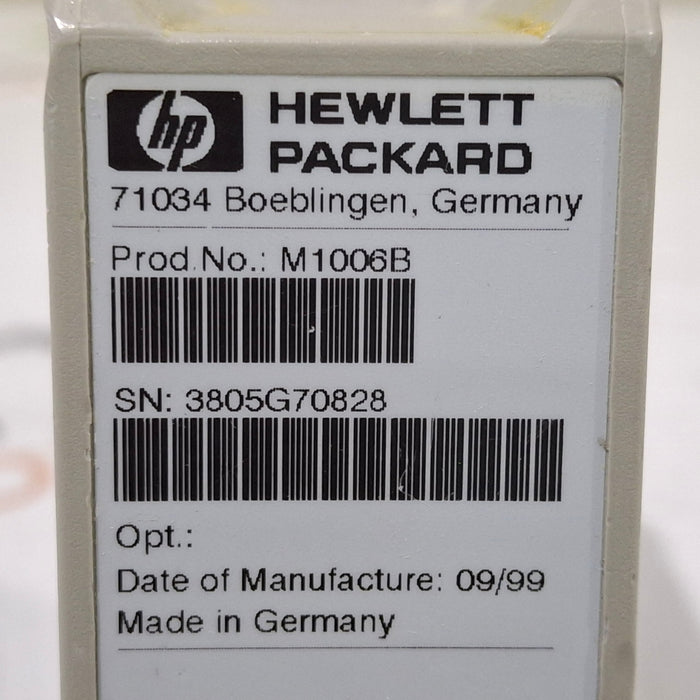 hp HEWLETT
PACKARD
71034 Boeblingen, Germany
Prod.No.: M1006B
SN: 3805G70828
Opt.:
Date of Manufacture: 09/99
Made in Germany